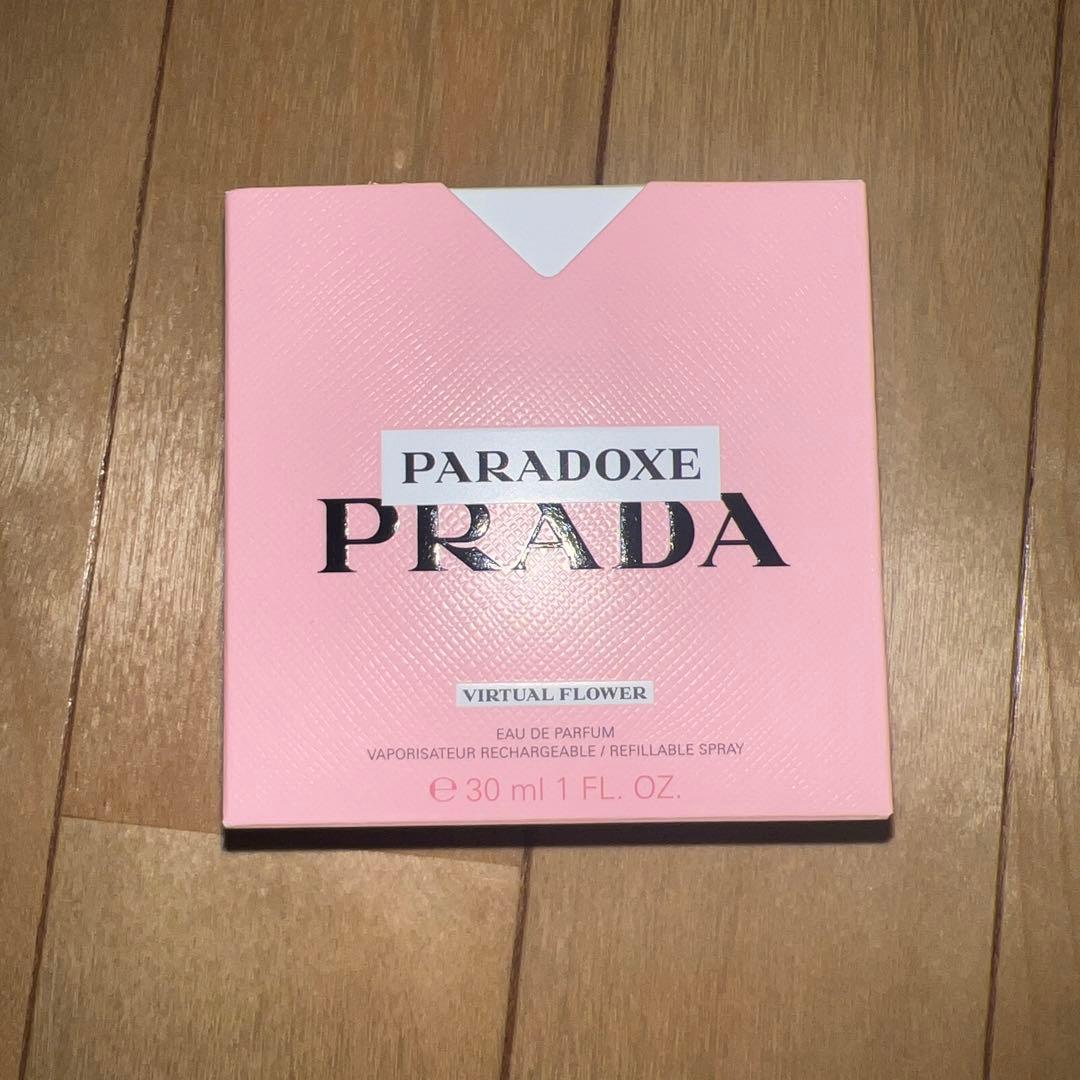 PARADOXE
PRADA
VIRTUAL FLOWER
EAU DE PARFUM
VAPORISATEUR RECHARGEABLE / REFILLABLE SPRAY
℮ 30 ml 1 FL. OZ.